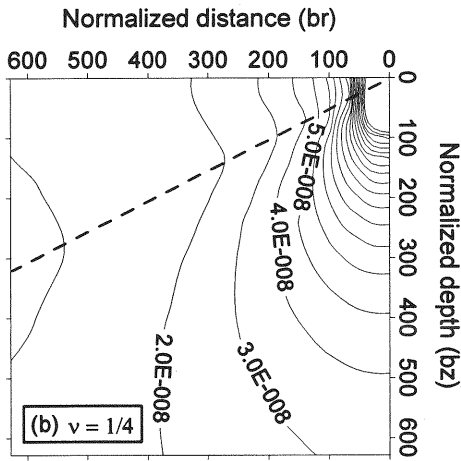 Normalized distance (br)
600 500 400 300 200 100 0
0
100
200
300
400
500
600
Normalized depth (bz)
5.0E-008
4.0E-008
3.0E-008
2.0E-008
(b) ν = 1/4